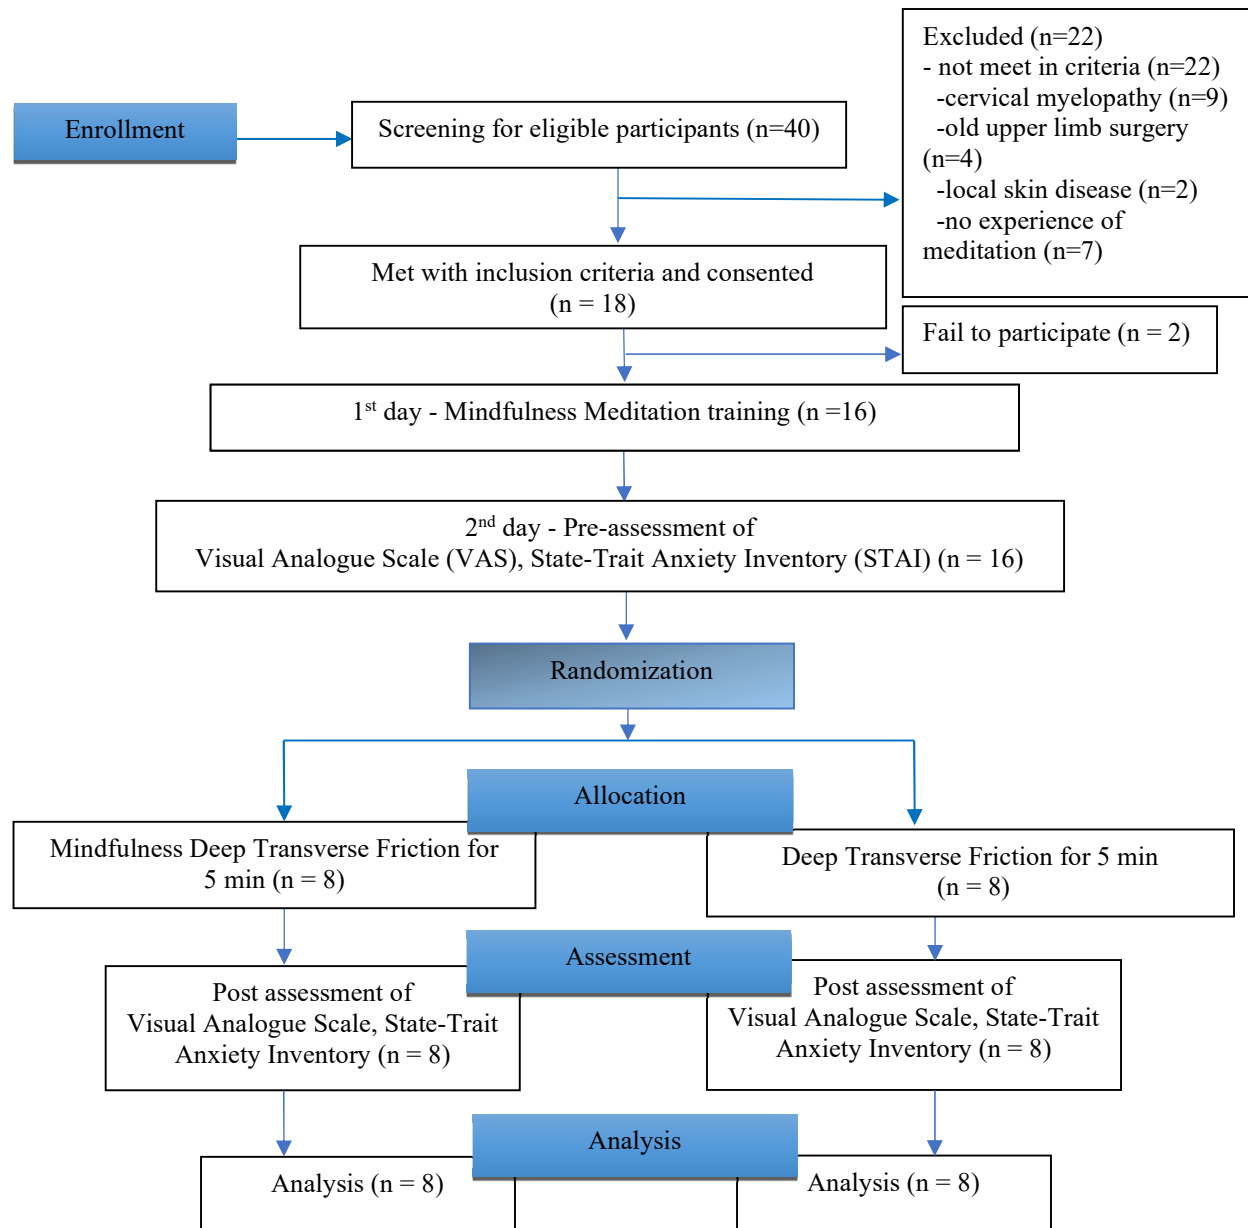 Enrollment
Screening for eligible participants (n=40)
Excluded (n=22)
- not meet in criteria (n=22)
-cervical myelopathy (n=9)
-old upper limb surgery
(n=4)
-local skin disease (n=2)
-no experience of
meditation (n=7)
Met with inclusion criteria and consented
(n = 18)
Fail to participate (n = 2)
1st day - Mindfulness Meditation training (n =16)
2nd day - Pre-assessment of
Visual Analogue Scale (VAS), State-Trait Anxiety Inventory (STAI) (n = 16)
Randomization
Allocation
Mindfulness Deep Transverse Friction for
5 min (n = 8)
Deep Transverse Friction for 5 min
(n = 8)
Assessment
Post assessment of
Visual Analogue Scale, State-Trait
Anxiety Inventory (n = 8)
Post assessment of
Visual Analogue Scale, State-Trait
Anxiety Inventory (n = 8)
Analysis
Analysis (n = 8)
Analysis (n = 8)